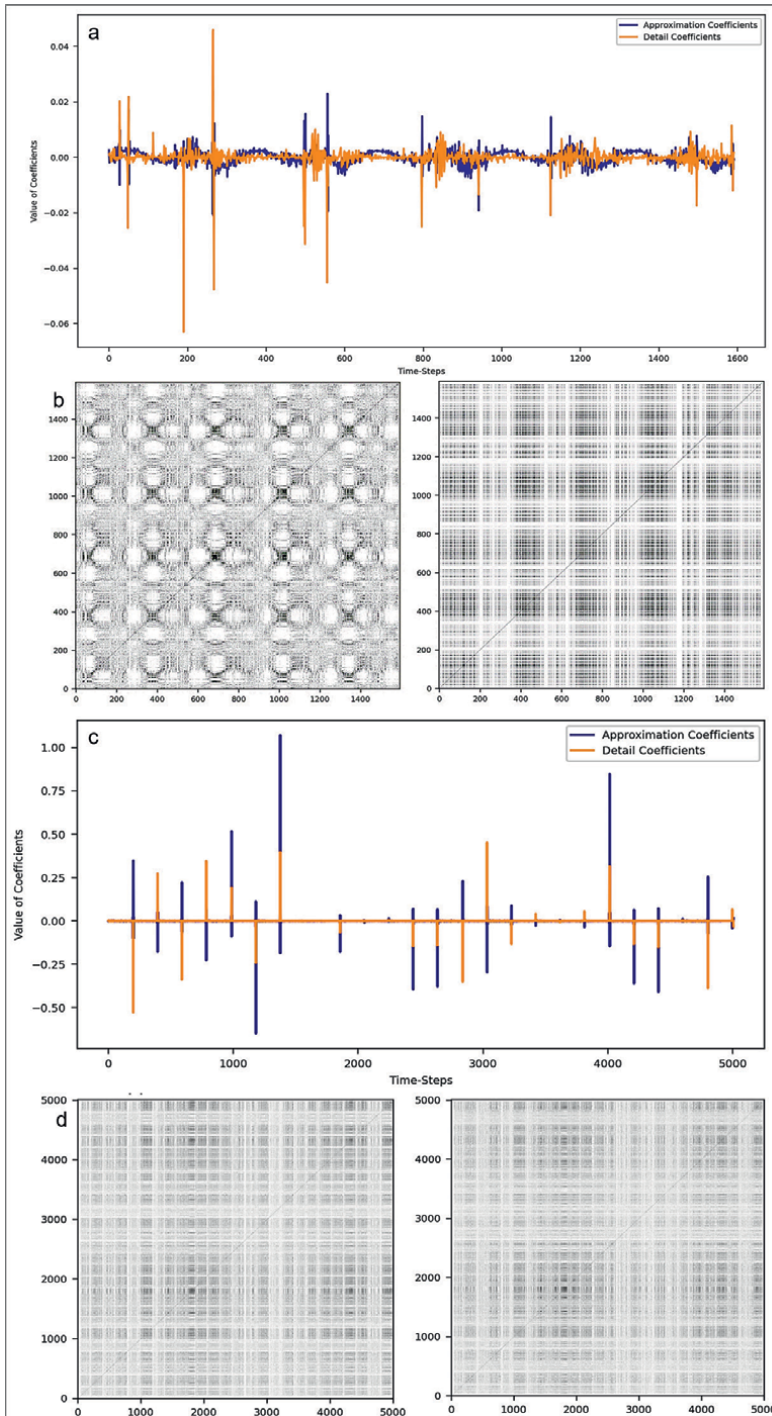 a
Approximation Coefficients
Detail Coefficients
Value of Coefficients
0.04
0.02
0.00
−0.02
−0.04
−0.06
0 200 400 600 800 1000 1200 1400 1600
Time-Steps
b
1400
1200
1000
800
600
400
200
0
0 200 400 600 800 1000 1200 1400
1400
1200
1000
800
600
400
200
0
0 200 400 600 800 1000 1200 1400
c
Approximation Coefficients
Detail Coefficients
Value of Coefficients
1.00
0.75
0.50
0.25
0.00
−0.25
−0.50
0 1000 2000 3000 4000 5000
Time-Steps
d
5000
4000
3000
2000
1000
0
0 1000 2000 3000 4000 5000
5000
4000
3000
2000
1000
0
0 1000 2000 3000 4000 5000